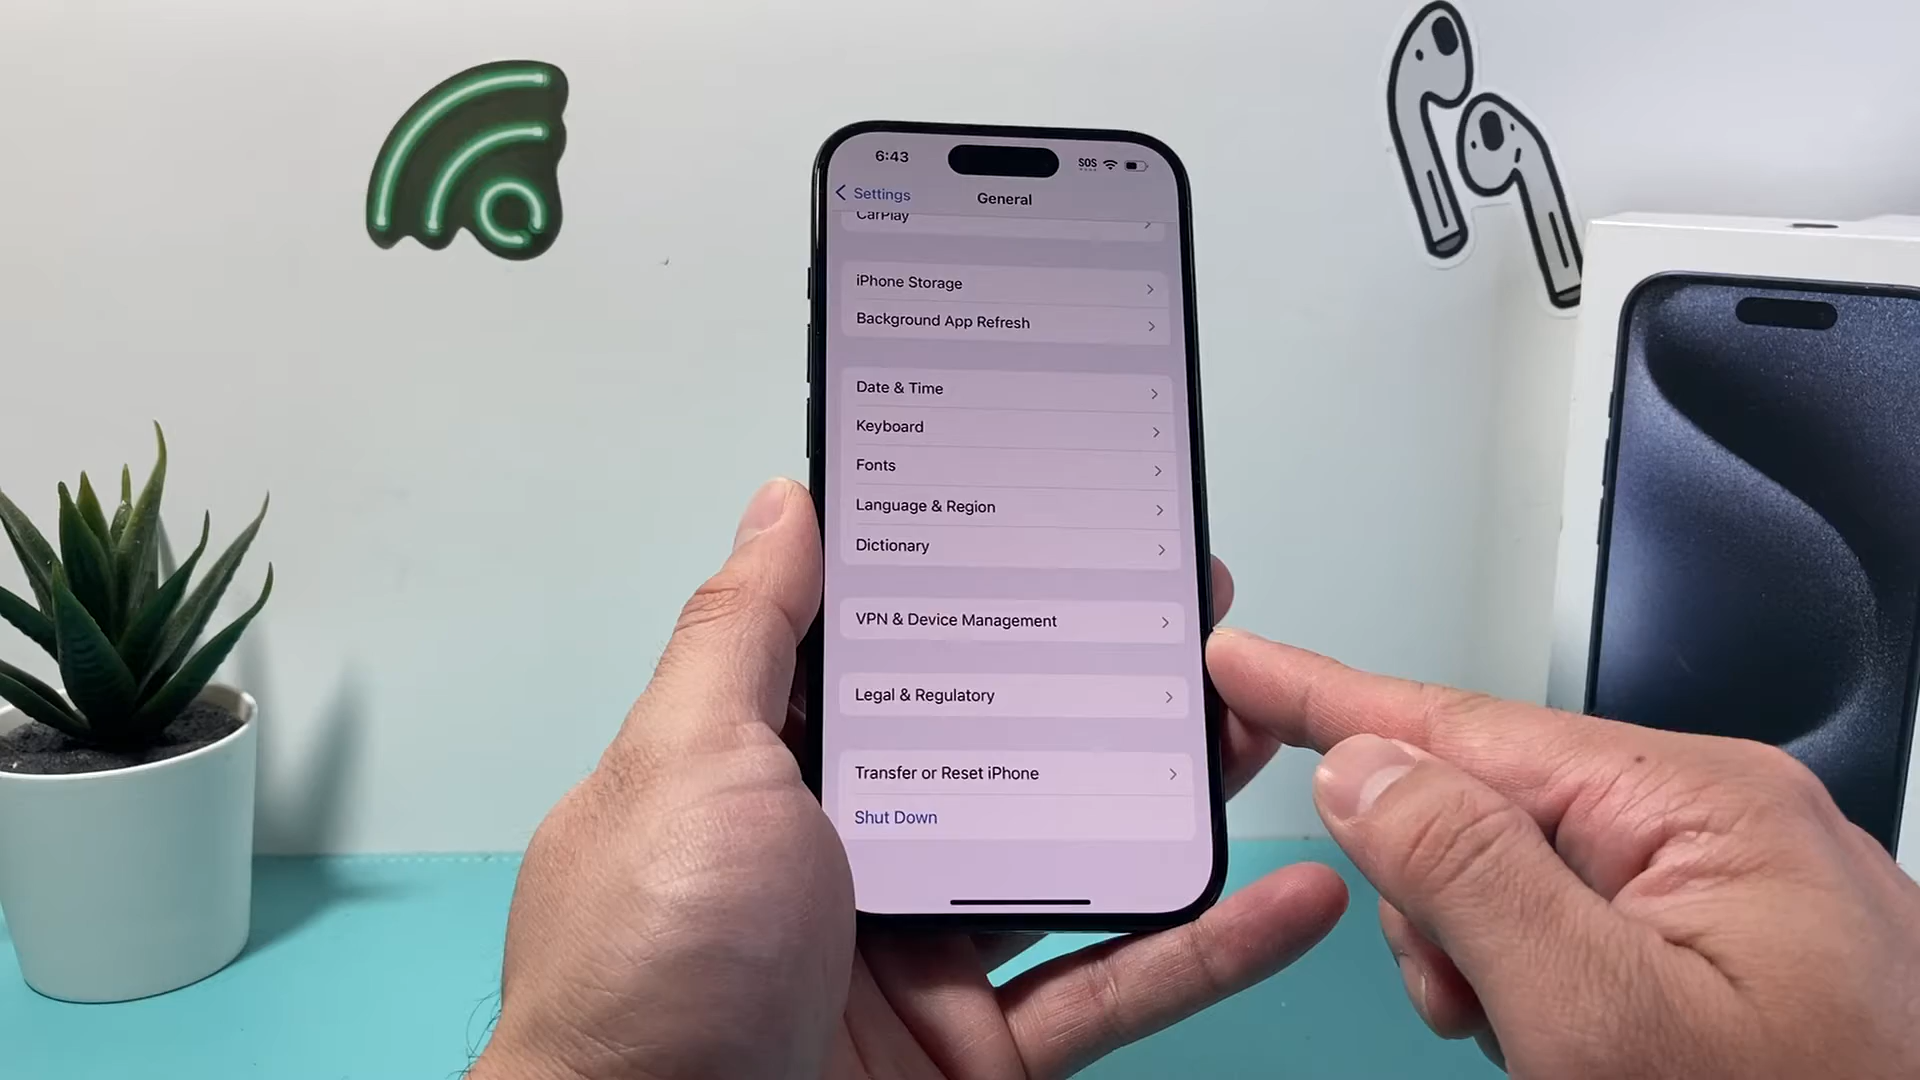 6:43
SOS
Settings
General
CarPlay
iPhone Storage
Background App Refresh
Date & Time
Keyboard
Fonts
Language & Region
Dictionary
VPN & Device Management
Legal & Regulatory
Transfer or Reset iPhone
Shut Down